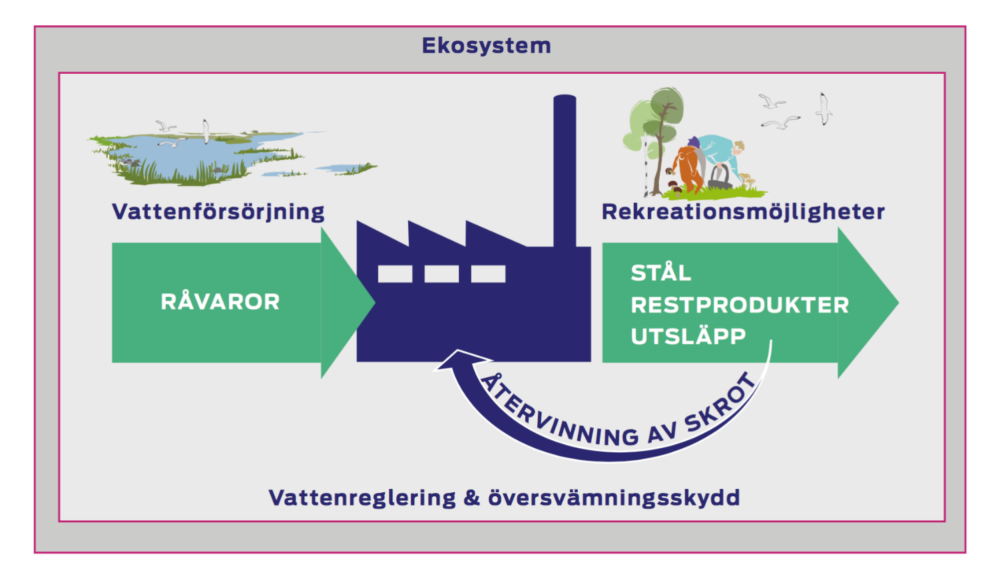 Ekosystem
Vattenförsörjning
Rekreationsmöjligheter
RÅVAROR
STÅL
RESTPRODUKTER
UTSLÄPP
ÅTERVINNING AV SKROT
Vattenreglering & översvämningsskydd